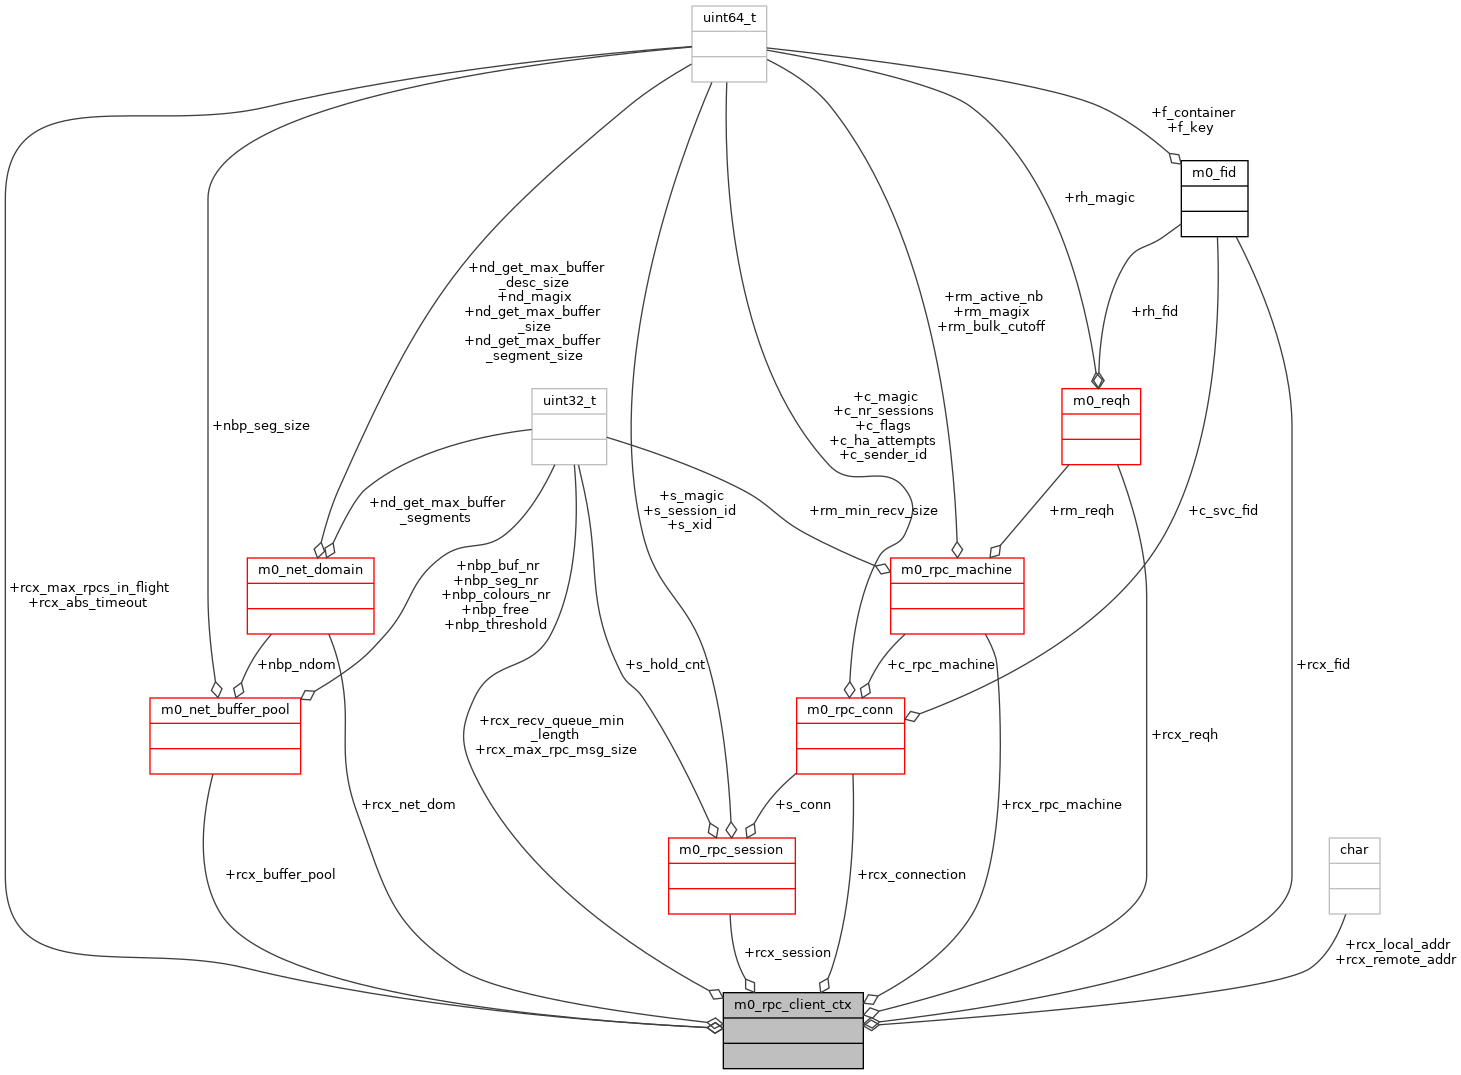 uint64_t
+f_container
+f_key
m0_fid
+rh_magic
+nd_get_max_buffer
_desc_size
+nd_magix
+nd_get_max_buffer
_size
+nd_get_max_buffer
_segment_size
+rm_active_nb
+rm_magix
+rm_bulk_cutoff
+rh_fid
uint32_t
m0_reqh
+c_magic
+c_nr_sessions
+c_flags
+c_ha_attempts
+c_sender_id
+nbp_seg_size
+nd_get_max_buffer
_segments
+s_magic
+s_session_id
+s_xid
+rm_min_recv_size
+rm_reqh
+c_svc_fid
+rcx_max_rpcs_in_flight
+rcx_abs_timeout
m0_net_domain
+nbp_buf_nr
+nbp_seg_nr
+nbp_colours_nr
+nbp_free
+nbp_threshold
m0_rpc_machine
+nbp_ndom
+s_hold_cnt
+c_rpc_machine
+rcx_fid
m0_net_buffer_pool
+rcx_recv_queue_min
_length
+rcx_max_rpc_msg_size
m0_rpc_conn
+rcx_reqh
+rcx_net_dom
+s_conn
+rcx_rpc_machine
m0_rpc_session
char
+rcx_buffer_pool
+rcx_connection
+rcx_session
+rcx_local_addr
+rcx_remote_addr
m0_rpc_client_ctx